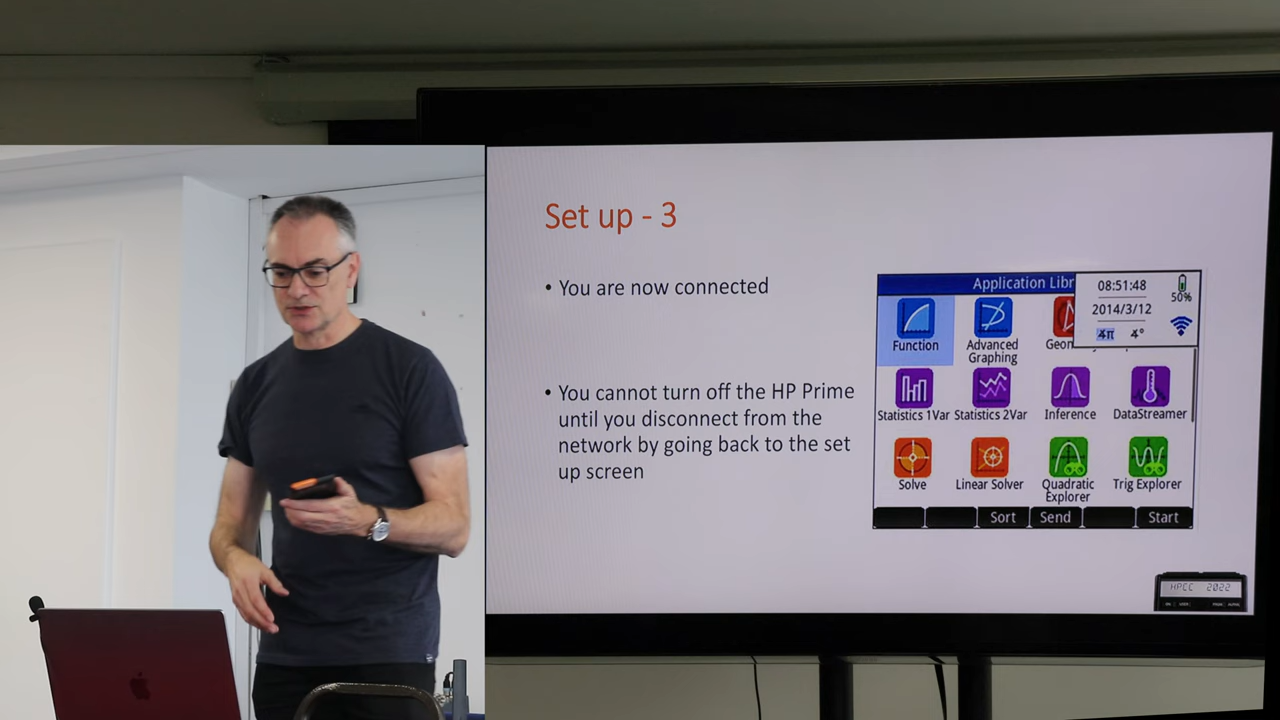 Set up - 3
• You are now connected
• You cannot turn off the HP Prime
until you disconnect from the
network by going back to the set
up screen
Application Libr
08:51:48
50%
2014/3/12
∡π ∡°
Function
Advanced
Graphing
Geom
Statistics 1Var
Statistics 2Var
Inference
DataStreamer
Solve
Linear Solver
Quadratic
Explorer
Trig Explorer
Sort
Send
Start
HPCC 2022